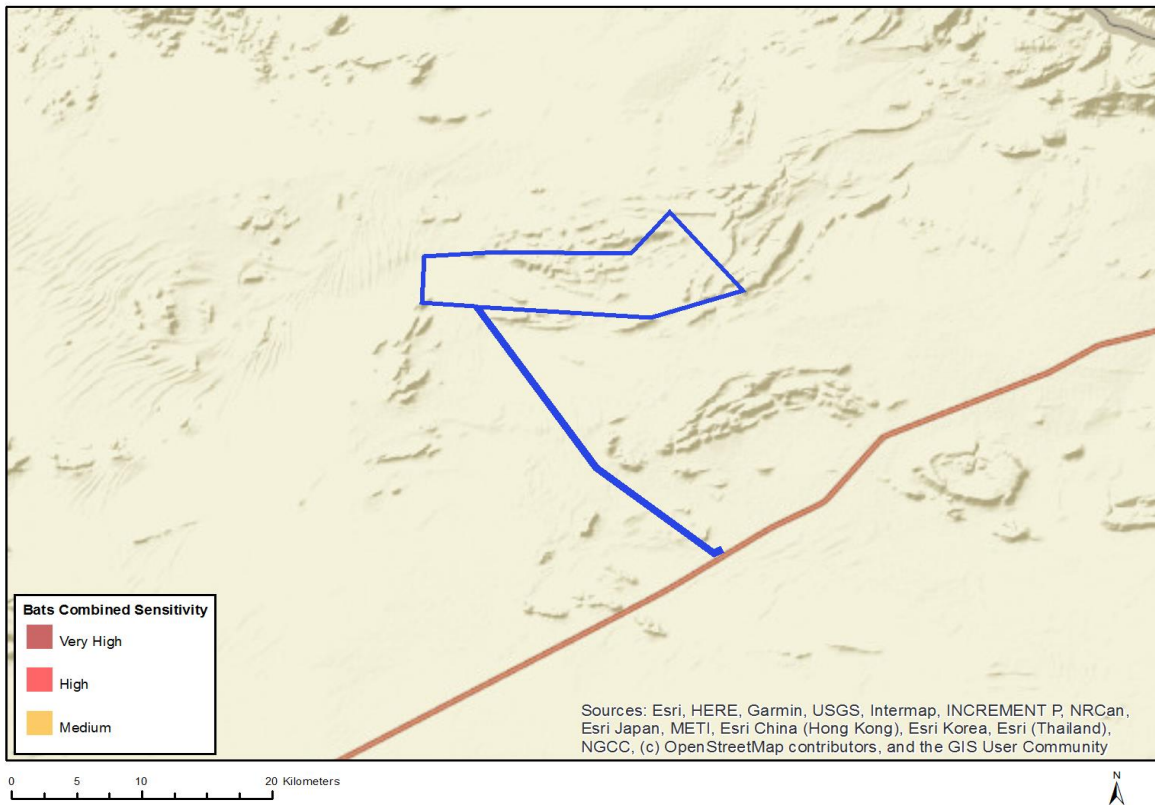 Bats Combined Sensitivity
Very High
High
Medium
Sources: Esri, HERE, Garmin, USGS, Intermap, INCREMENT P, NRCan,
Esri Japan, METI, Esri China (Hong Kong), Esri Korea, Esri (Thailand),
NGCC, (c) OpenStreetMap contributors, and the GIS User Community
0 5 10 20 Kilometers
N